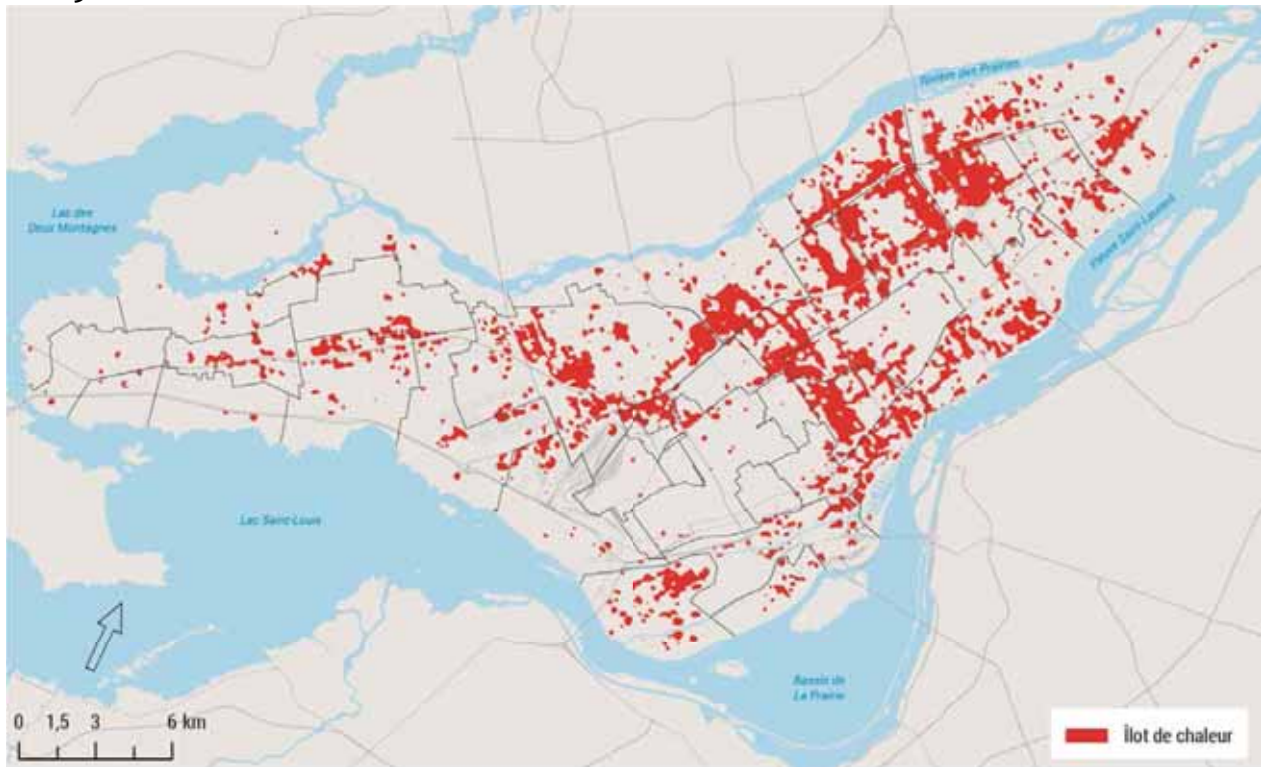 Rivière des Prairies
Lac des
Deux Montagnes
Fleuve Saint-Laurent
Lac Saint-Louis
Bassin de
La Prairie
0 1,5 3 6 km
Îlot de chaleur